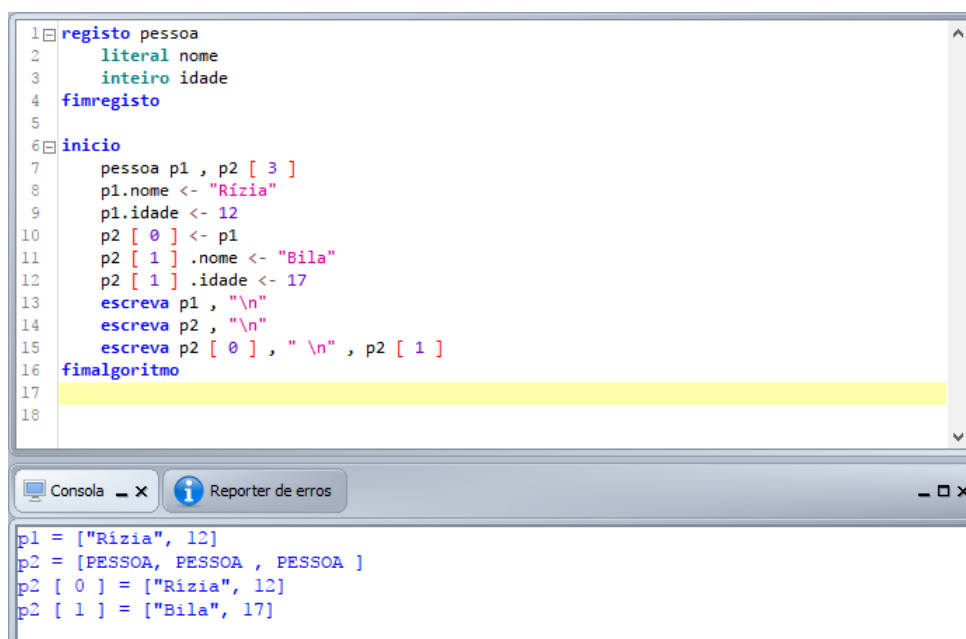 1 registo pessoa
2 literal nome
3 inteiro idade
4 fimregisto
5
6 inicio
7 pessoa p1 , p2 [ 3 ]
8 p1.nome <- "Rízia"
9 p1.idade <- 12
10 p2 [ 0 ] <- p1
11 p2 [ 1 ] .nome <- "Bila"
12 p2 [ 1 ] .idade <- 17
13 escreva p1 , "\n"
14 escreva p2 , "\n"
15 escreva p2 [ 0 ] , " \n" , p2 [ 1 ]
16 fimalgoritmo
17
18
Consola Reporter de erros
p1 = ["Rízia", 12]
p2 = [PESSOA, PESSOA , PESSOA ]
p2 [ 0 ] = ["Rízia", 12]
p2 [ 1 ] = ["Bila", 17]